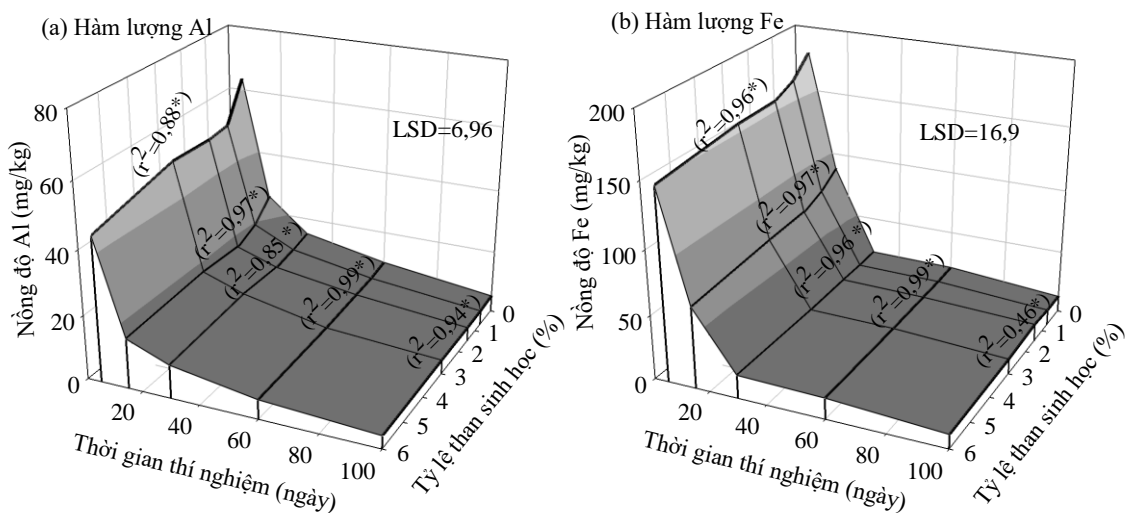 (a) Hàm lượng Al
80
60
40
20
0
Nồng độ Al (mg/kg)
LSD=6,96
(r²=0,88*)
(r²=0,97*)
(r²=0,85*)
(r²=0,99*)
(r²=0,94*)
20
40
60
80
100
Thời gian thí nghiệm (ngày)
0
1
2
3
4
5
6
Tỷ lệ than sinh học (%)
(b) Hàm lượng Fe
200
150
100
50
0
Nồng độ Fe (mg/kg)
LSD=16,9
(r²=0,96*)
(r²=0,97*)
(r²=0,96*)
(r²=0,99*)
(r²=0,46*)
20
40
60
80
100
Thời gian thí nghiệm (ngày)
0
1
2
3
4
5
6
Tỷ lệ than sinh học (%)